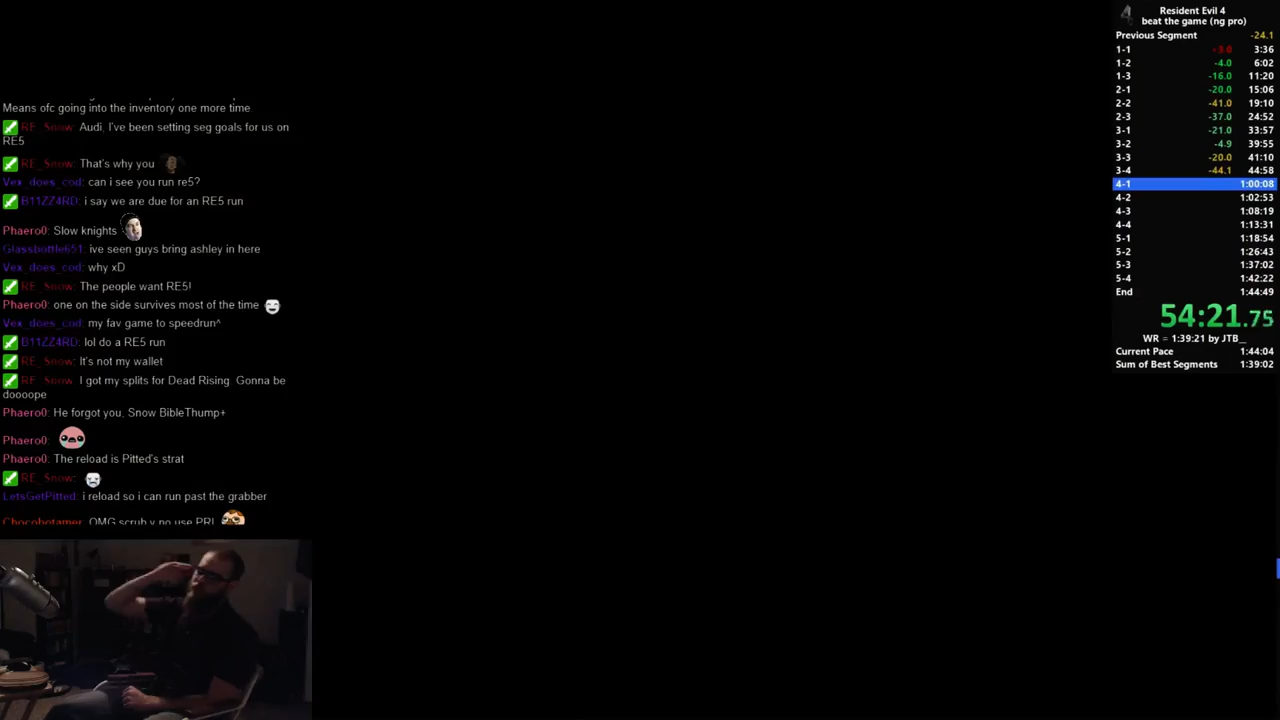 Means ofc going into the inventory one more time
RE_Snow: Audi, I've been setting seg goals for us on
RE5
RE_Snow: That's why you
Vex_does_cod: can i see you run re5?
B11ZZ4RD: i say we are due for an RE5 run
Phaero0: Slow knights
Glassbottle651: ive seen guys bring ashley in here
Vex_does_cod: why xD
RE_Snow: The people want RE5!
Phaero0: one on the side survives most of the time
Vex_does_cod: my fav game to speedrun^
B11ZZ4RD: lol do a RE5 run
RE_Snow: It's not my wallet
RE_Snow: I got my splits for Dead Rising. Gonna be
doooope
Phaero0: He forgot you, Snow BibleThump+
Phaero0:
Phaero0: The reload is Pitted's strat
RE_Snow:
LetsGetPitted: i reload so i can run past the grabber
Chocobotamer: OMG scrub y no use PRL
Resident Evil 4
beat the game (ng pro)
Previous Segment -24.1
1-1 +3.0 3:36
1-2 -4.0 6:02
1-3 -16.0 11:20
2-1 -20.0 15:06
2-2 -41.0 19:10
2-3 -37.0 24:52
3-1 -21.0 33:57
3-2 -4.9 39:55
3-3 -20.0 41:10
3-4 -44.1 44:58
4-1 1:00:08
4-2 1:02:53
4-3 1:08:19
4-4 1:13:31
5-1 1:18:54
5-2 1:26:43
5-3 1:37:02
5-4 1:42:22
End 1:44:49
54:21.75
WR = 1:39:21 by JTB__
Current Pace 1:44:04
Sum of Best Segments 1:39:02